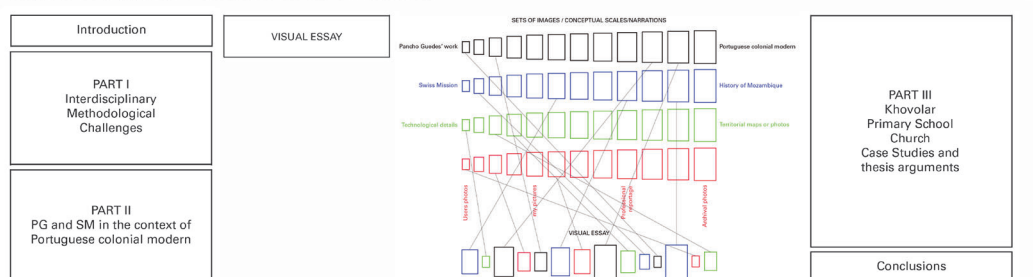 Introduction
PART I
Interdisciplinary
Methodological
Challenges
PART II
PG and SM in the context of
Portuguese colonial modern
VISUAL ESSAY
SETS OF IMAGES / CONCEPTUAL SCALES/NARRATIONS
Pancho Guedes' work
Portuguese colonial modern
Swiss Mission
History of Mozambique
Technological details
Territorial maps or photos
Users photos
my pictures
Professional
reportage
Archival photos
VISUAL ESSAY
PART III
Khovolar
Primary School
Church
Case Studies and
thesis arguments
Conclusions